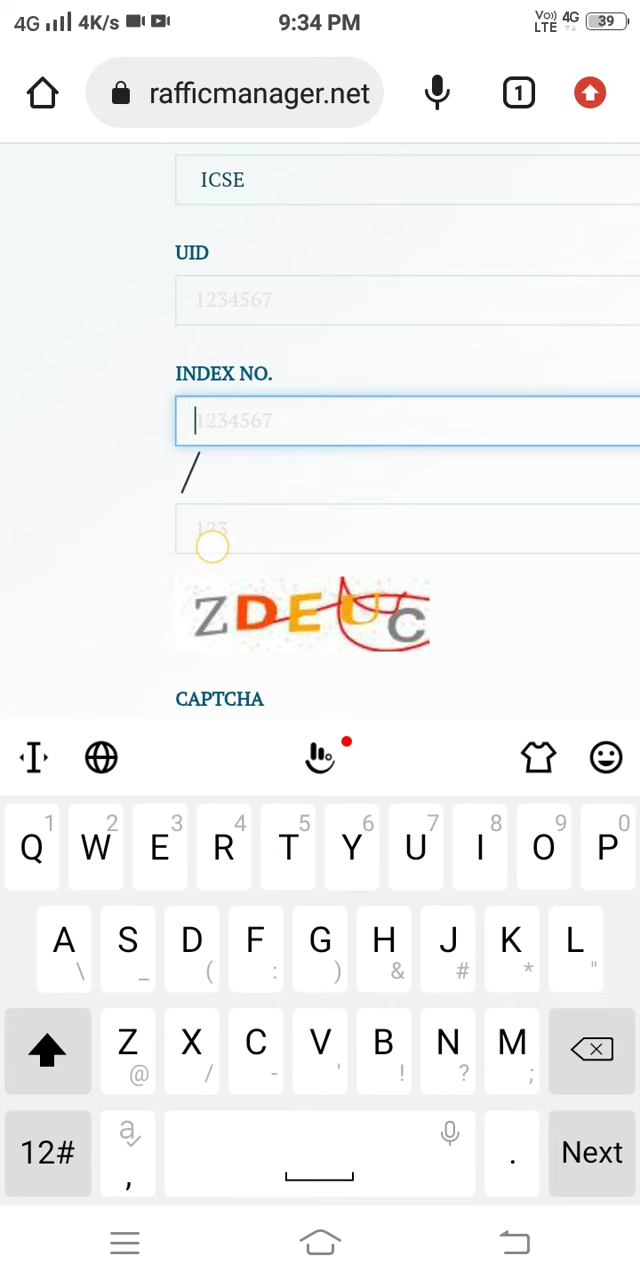 4G 4K/s 9:34 PM Vo)) LTE 4G 39
rafficmanager.net 1
ICSE
UID
1234567
INDEX NO.
1234567
/
123
ZDEUC
CAPTCHA
1 2 3 4 5 6 7 8 9 0
Q W E R T Y U I O P
A S D F G H J K L
\ _ ( : ) & # * "
Z X C V B N M
@ / - ' ! ? ;
12# a , . Next